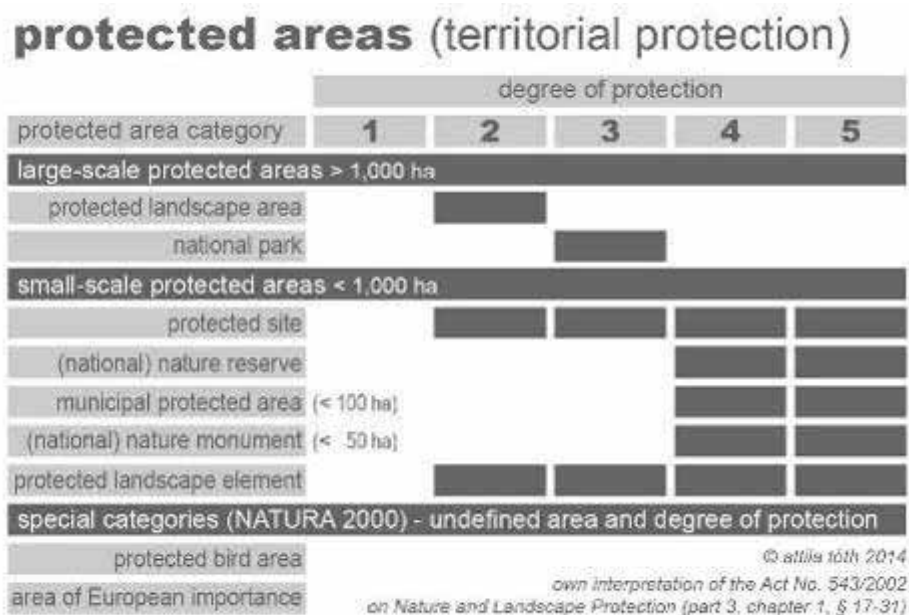 protected areas (territorial protection)
degree of protection
protected area category 1 2 3 4 5
large-scale protected areas > 1,000 ha
protected landscape area
national park
small-scale protected areas < 1,000 ha
protected site
(national) nature reserve
municipal protected area (< 100 ha)
(national) nature monument (< 50 ha)
protected landscape element
special categories (NATURA 2000) - undefined area and degree of protection
protected bird area
© attila tóth 2014
area of European importance
own interpretation of the Act No. 543/2002
on Nature and Landscape Protection (part 3, chapter 1, § 17-31)